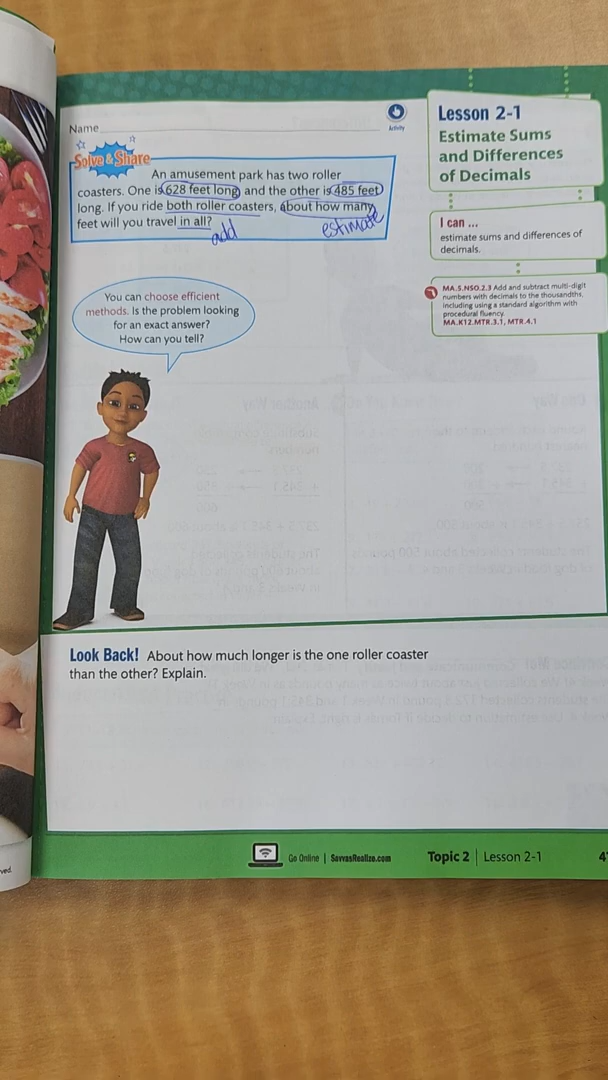 Name
Activity
Solve & Share
An amusement park has two roller
coasters. One is 628 feet long and the other is 485 feet
long. If you ride both roller coasters, about how many
feet will you travel in all?
add
estimate
Lesson 2-1
Estimate Sums
and Differences
of Decimals
I can ...
estimate sums and differences of
decimals.
MA.5.NSO.2.3 Add and subtract multi-digit
numbers with decimals to the thousandths,
including using a standard algorithm with
procedural fluency.
MA.K12.MTR.3.1, MTR.4.1
You can choose efficient
methods. Is the problem looking
for an exact answer?
How can you tell?
Look Back! About how much longer is the one roller coaster
than the other? Explain.
Go Online | SavvasRealize.com
Topic 2 | Lesson 2-1